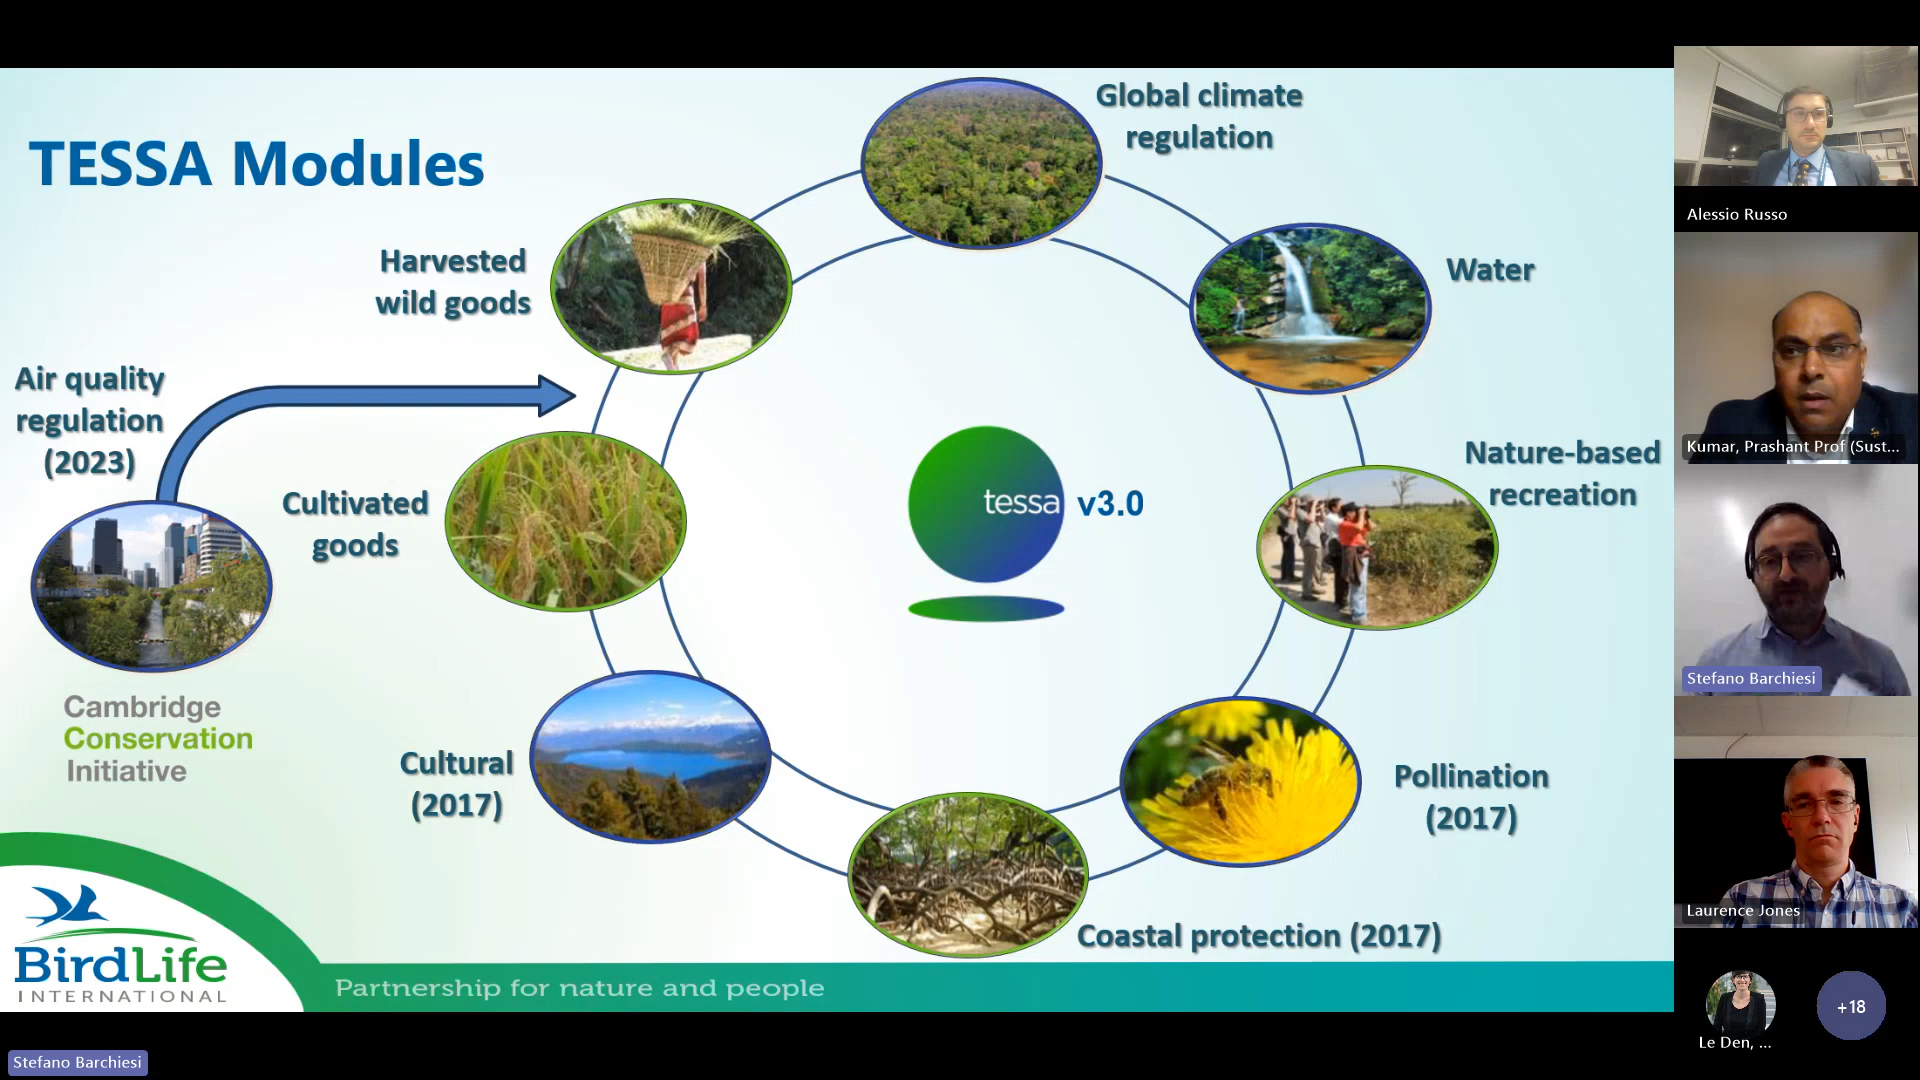 TESSA Modules
Global climate
regulation
Water
Nature-based
recreation
Pollination
(2017)
Coastal protection (2017)
Cultural
(2017)
Cultivated
goods
Harvested
wild goods
Air quality
regulation
(2023)
tessa v3.0
Cambridge
Conservation
Initiative
BirdLife
INTERNATIONAL
Partnership for nature and people
Stefano Barchiesi
Alessio Russo
Kumar, Prashant Prof (Sust...
Stefano Barchiesi
Laurence Jones
Le Den, ...
+18